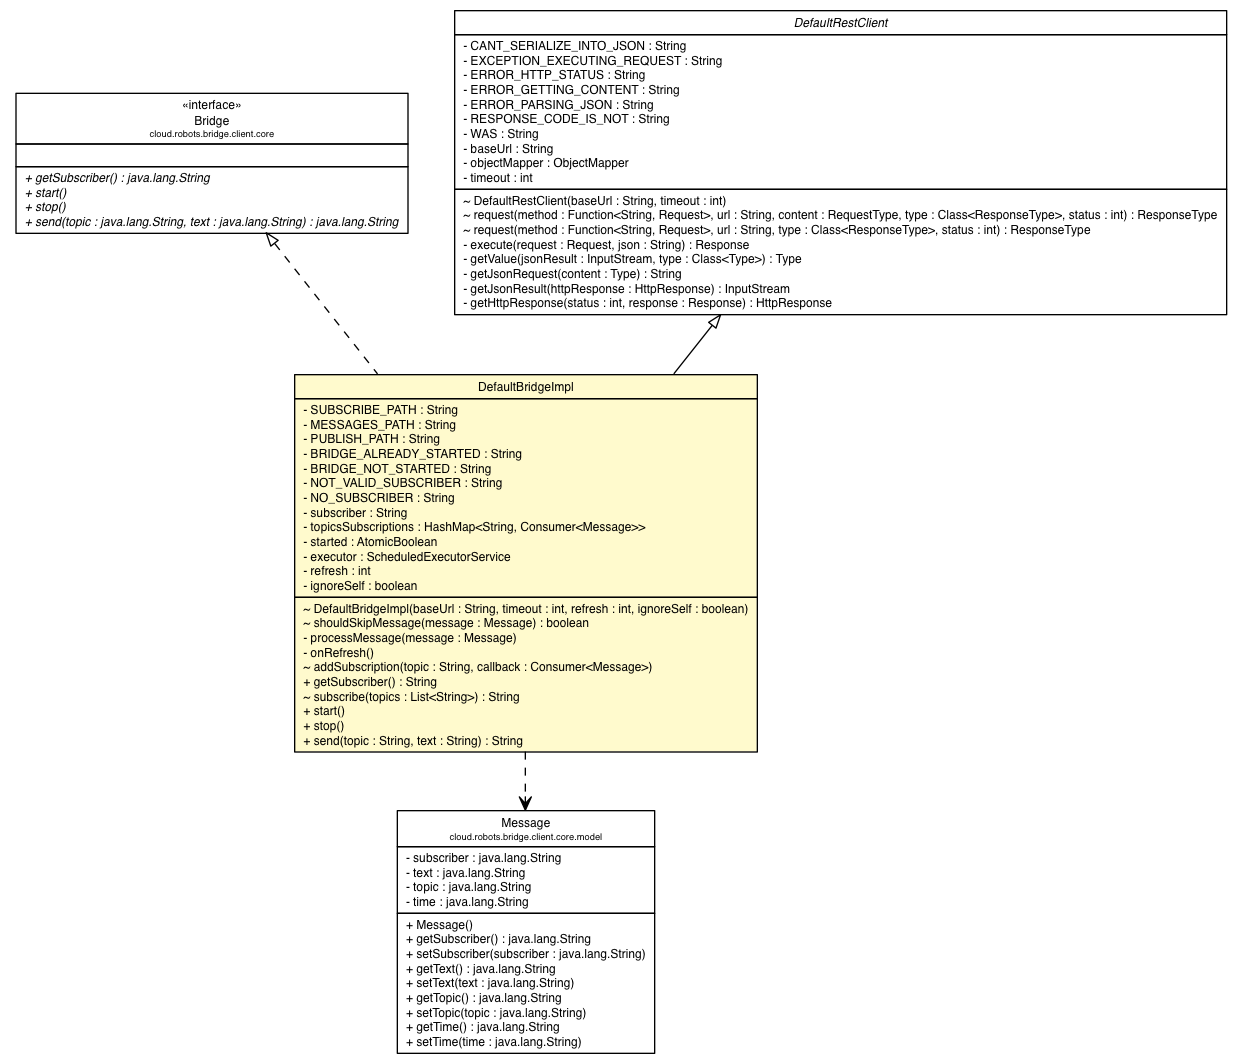 DefaultRestClient
- CANT_SERIALIZE_INTO_JSON : String
- EXCEPTION_EXECUTING_REQUEST : String
- ERROR_HTTP_STATUS : String
- ERROR_GETTING_CONTENT : String
- ERROR_PARSING_JSON : String
- RESPONSE_CODE_IS_NOT : String
- WAS : String
- baseUrl : String
- objectMapper : ObjectMapper
- timeout : int
~ DefaultRestClient(baseUrl : String, timeout : int)
~ request(method : Function<String, Request>, url : String, content : RequestType, type : Class<ResponseType>, status : int) : ResponseType
~ request(method : Function<String, Request>, url : String, type : Class<ResponseType>, status : int) : ResponseType
- execute(request : Request, json : String) : Response
- getValue(jsonResult : InputStream, type : Class<Type>) : Type
- getJsonRequest(content : Type) : String
- getJsonResult(httpResponse : HttpResponse) : InputStream
- getHttpResponse(status : int, response : Response) : HttpResponse
«interface»
Bridge
cloud.robots.bridge.client.core
+ getSubscriber() : java.lang.String
+ start()
+ stop()
+ send(topic : java.lang.String, text : java.lang.String) : java.lang.String
DefaultBridgeImpl
- SUBSCRIBE_PATH : String
- MESSAGES_PATH : String
- PUBLISH_PATH : String
- BRIDGE_ALREADY_STARTED : String
- BRIDGE_NOT_STARTED : String
- NOT_VALID_SUBSCRIBER : String
- NO_SUBSCRIBER : String
- subscriber : String
- topicsSubscriptions : HashMap<String, Consumer<Message>>
- started : AtomicBoolean
- executor : ScheduledExecutorService
- refresh : int
- ignoreSelf : boolean
~ DefaultBridgeImpl(baseUrl : String, timeout : int, refresh : int, ignoreSelf : boolean)
~ shouldSkipMessage(message : Message) : boolean
- processMessage(message : Message)
- onRefresh()
~ addSubscription(topic : String, callback : Consumer<Message>)
+ getSubscriber() : String
~ subscribe(topics : List<String>) : String
+ start()
+ stop()
+ send(topic : String, text : String) : String
Message
cloud.robots.bridge.client.core.model
- subscriber : java.lang.String
- text : java.lang.String
- topic : java.lang.String
- time : java.lang.String
+ Message()
+ getSubscriber() : java.lang.String
+ setSubscriber(subscriber : java.lang.String)
+ getText() : java.lang.String
+ setText(text : java.lang.String)
+ getTopic() : java.lang.String
+ setTopic(topic : java.lang.String)
+ getTime() : java.lang.String
+ setTime(time : java.lang.String)